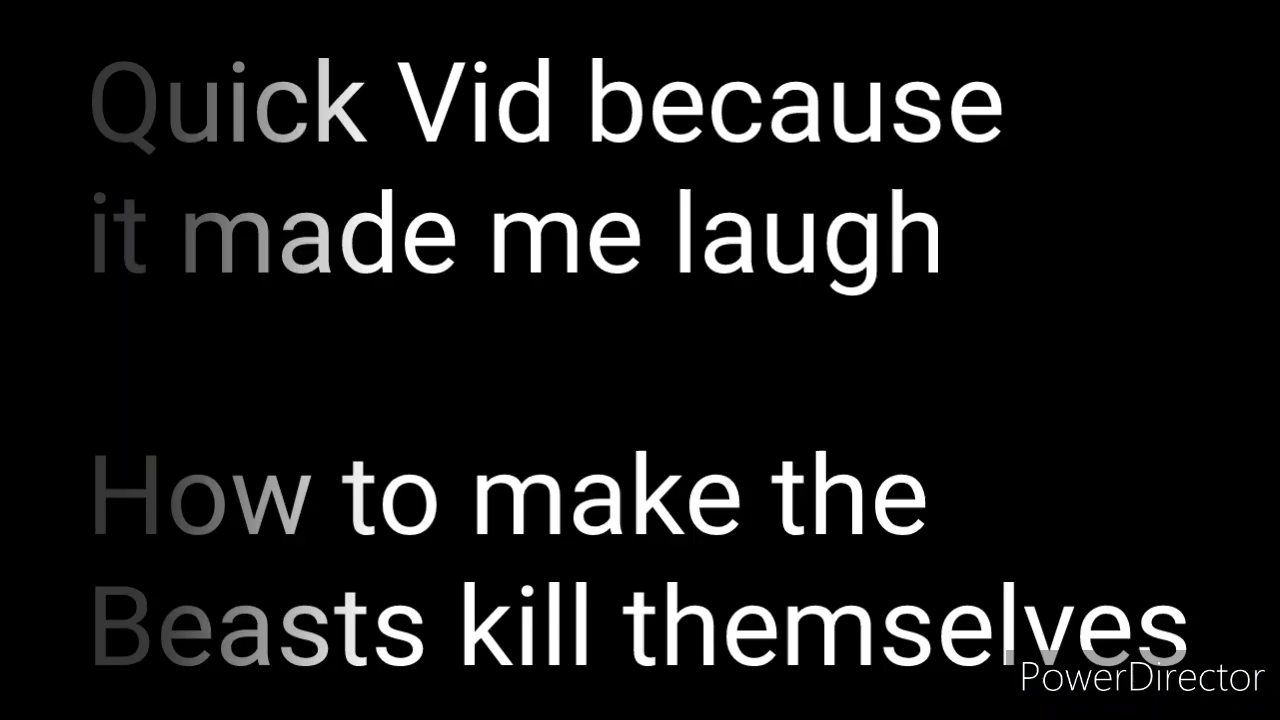 Quick Vid because
it made me laugh
How to make the
Beasts kill themselves
PowerDirector